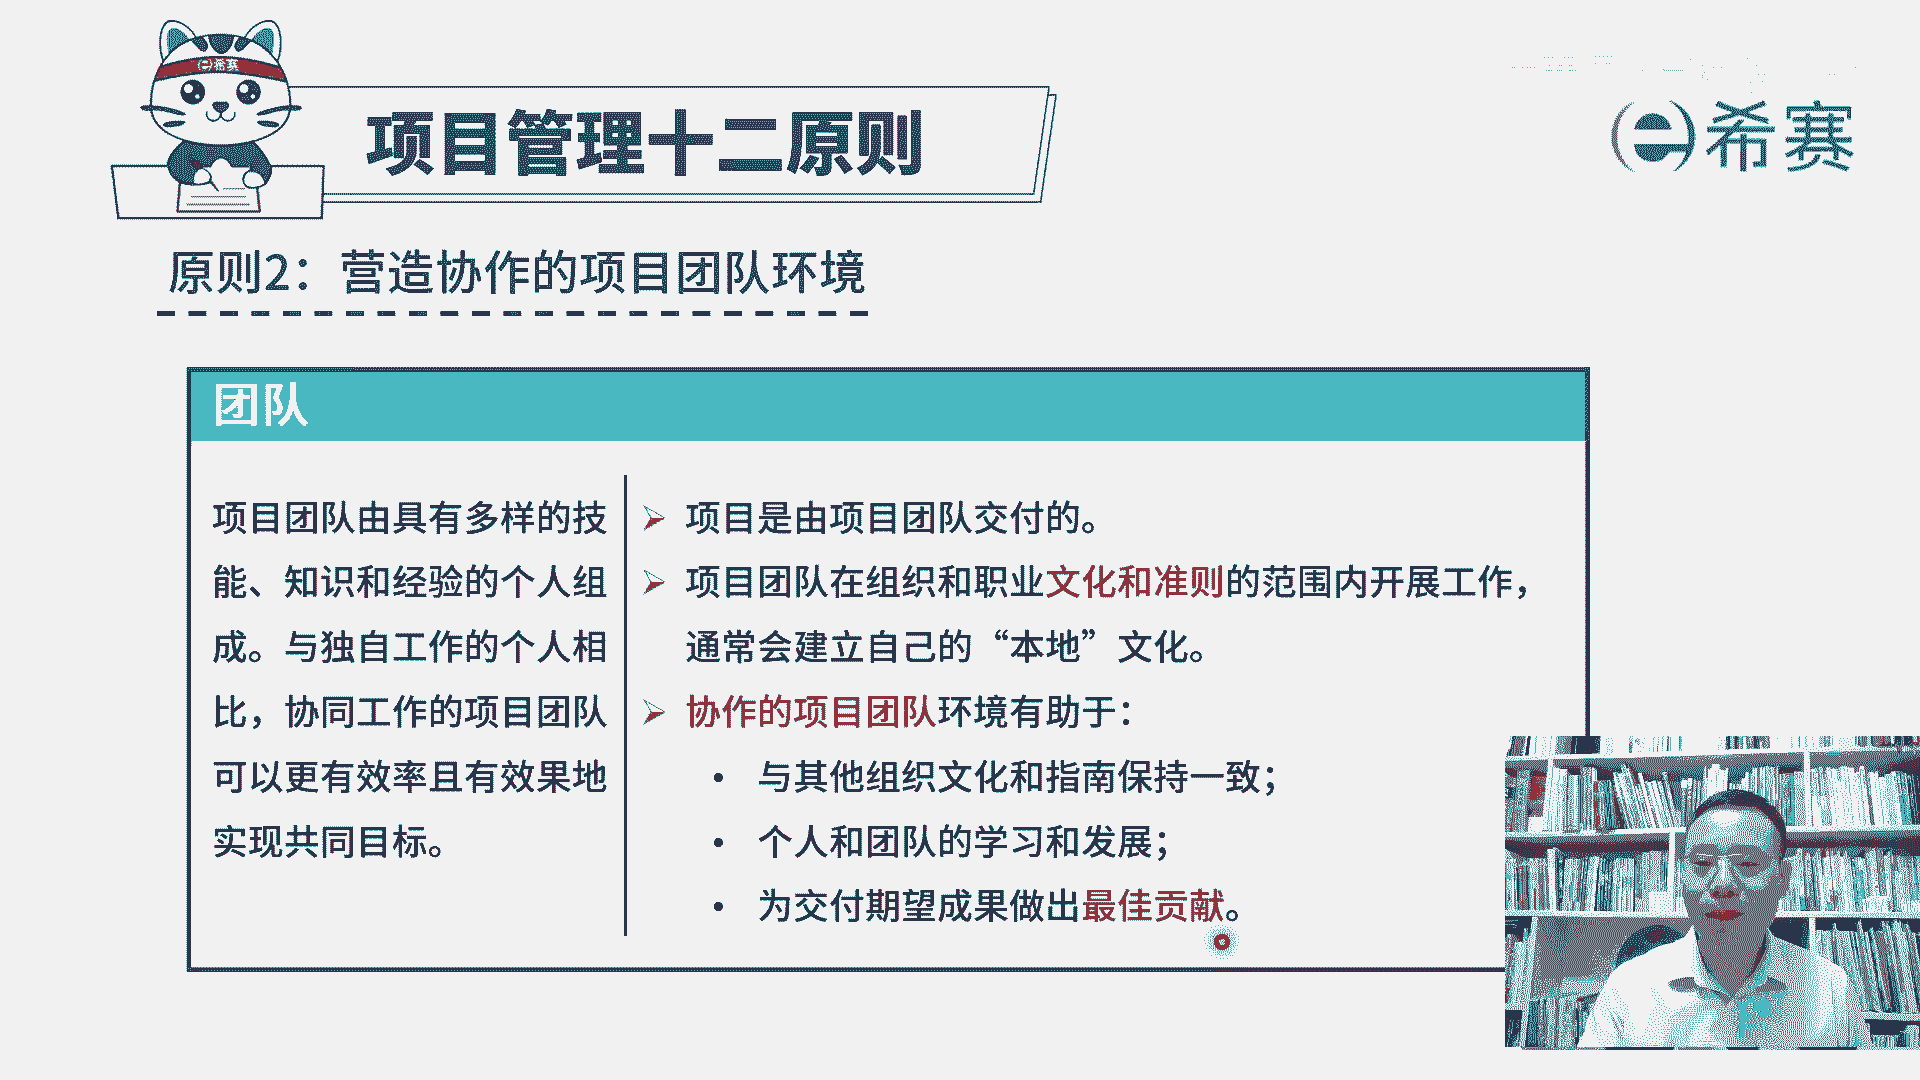 希赛
项目管理十二原则
希赛
原则2：营造协作的项目团队环境
团队
项目团队由具有多样的技
能、知识和经验的个人组
成。与独自工作的个人相
比，协同工作的项目团队
可以更有效率且有效果地
实现共同目标。
项目是由项目团队交付的。
项目团队在组织和职业文化和准则的范围内开展工作，
通常会建立自己的“本地”文化。
协作的项目团队环境有助于：
• 与其他组织文化和指南保持一致；
• 个人和团队的学习和发展；
• 为交付期望成果做出最佳贡献。